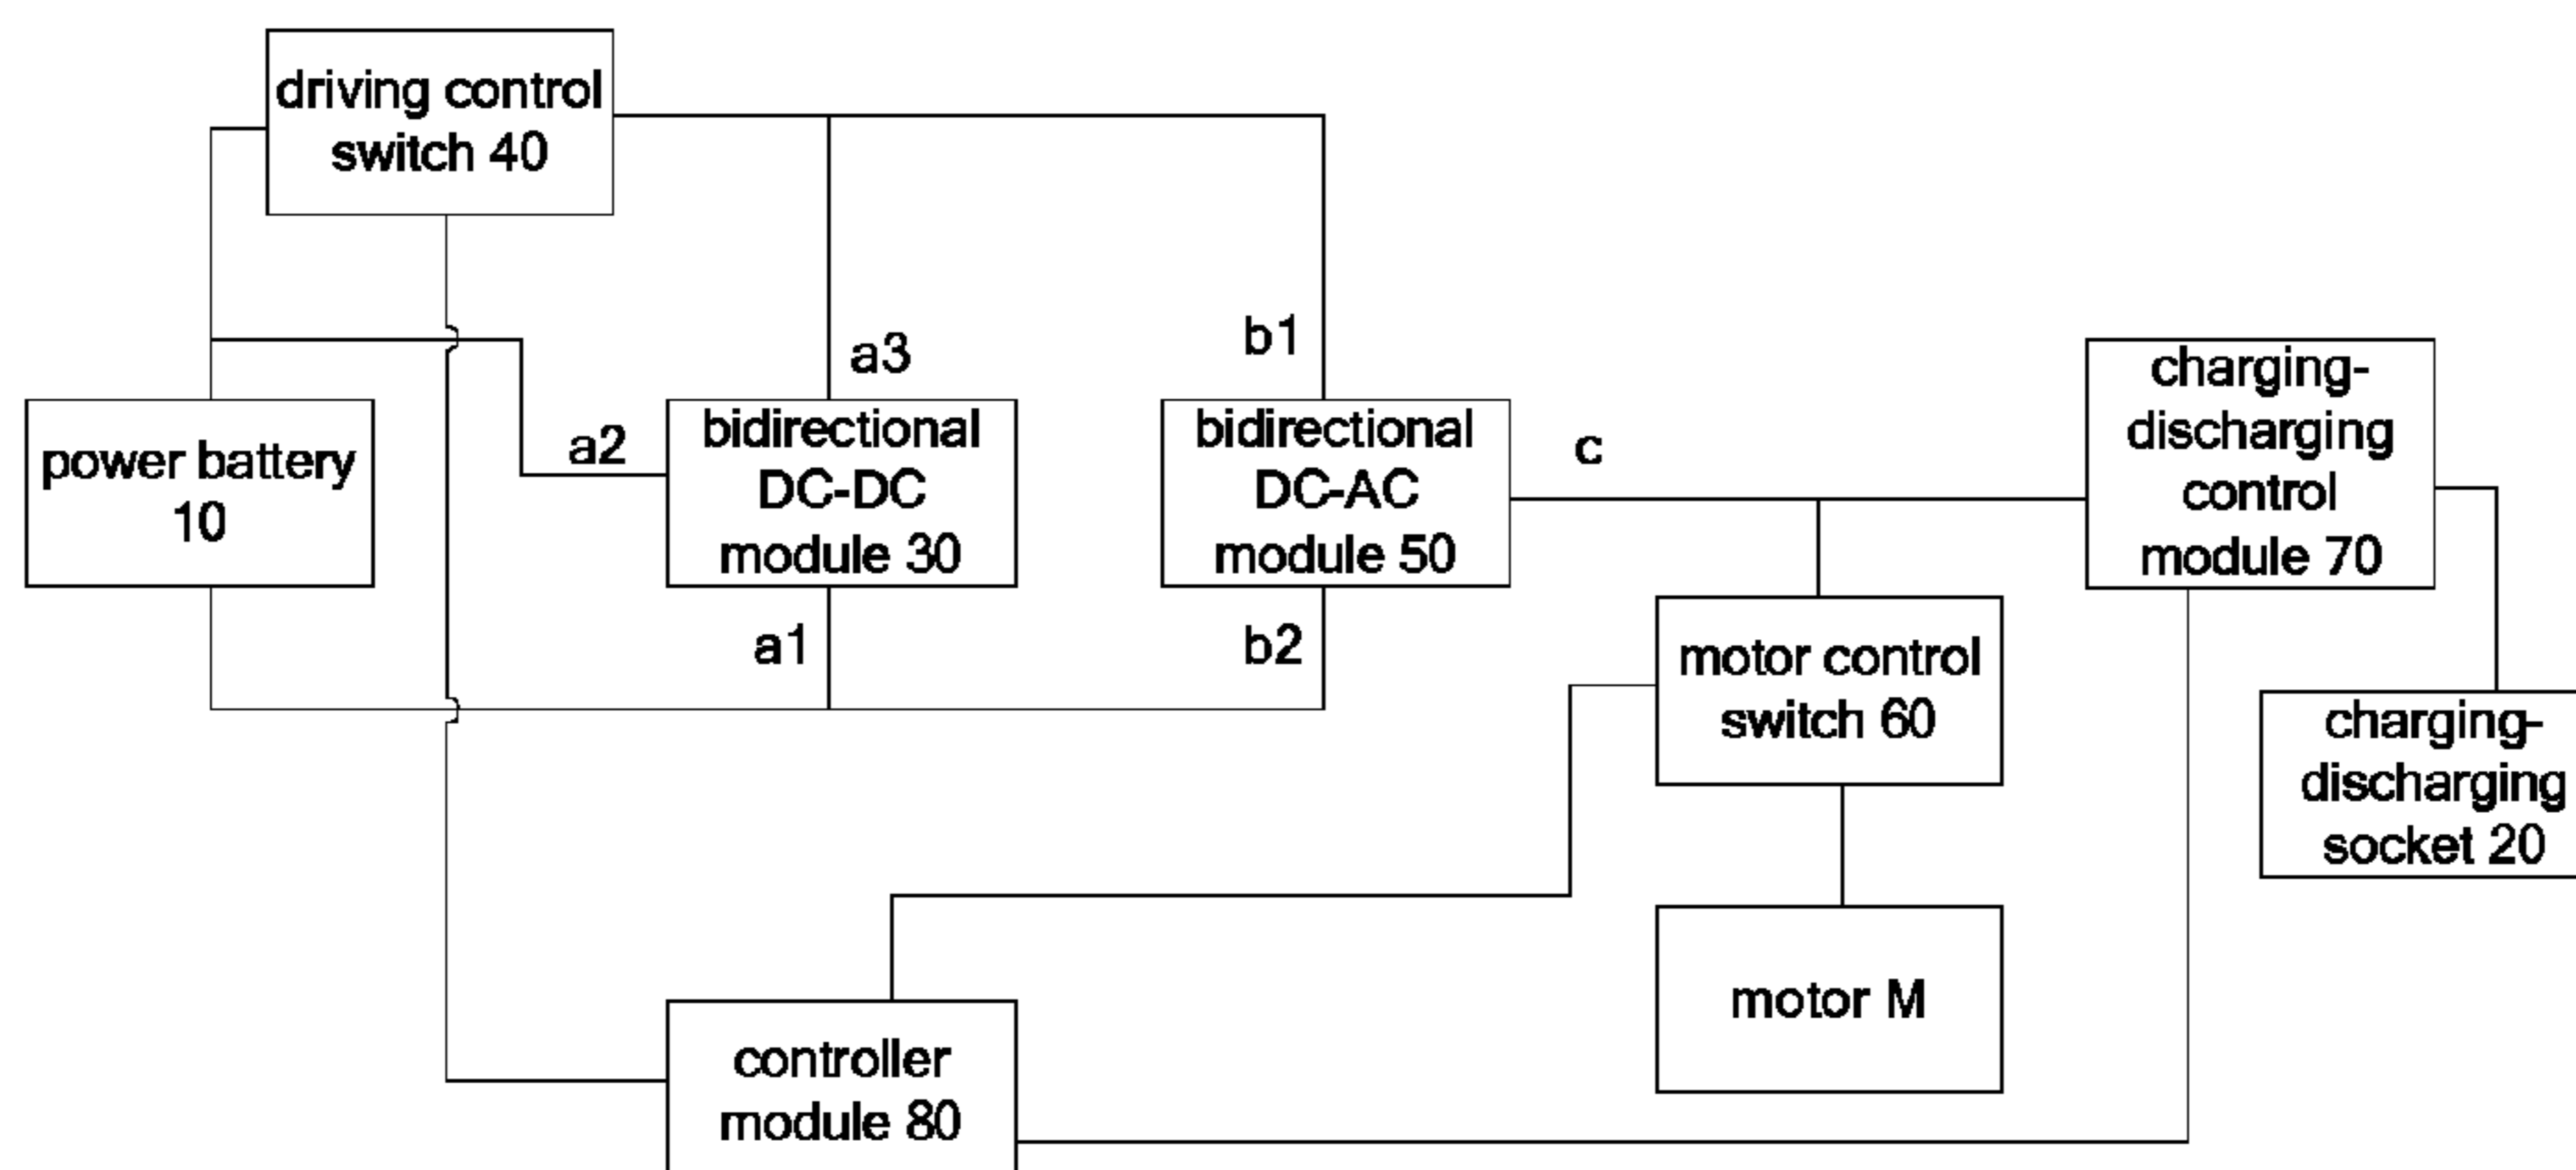 driving control
switch 40
a3
b1
a2
c
power battery
10
bidirectional
DC-DC
module 30
bidirectional
DC-AC
module 50
charging-
discharging
control
module 70
a1
b2
motor control
switch 60
charging-
discharging
socket 20
motor M
controller
module 80